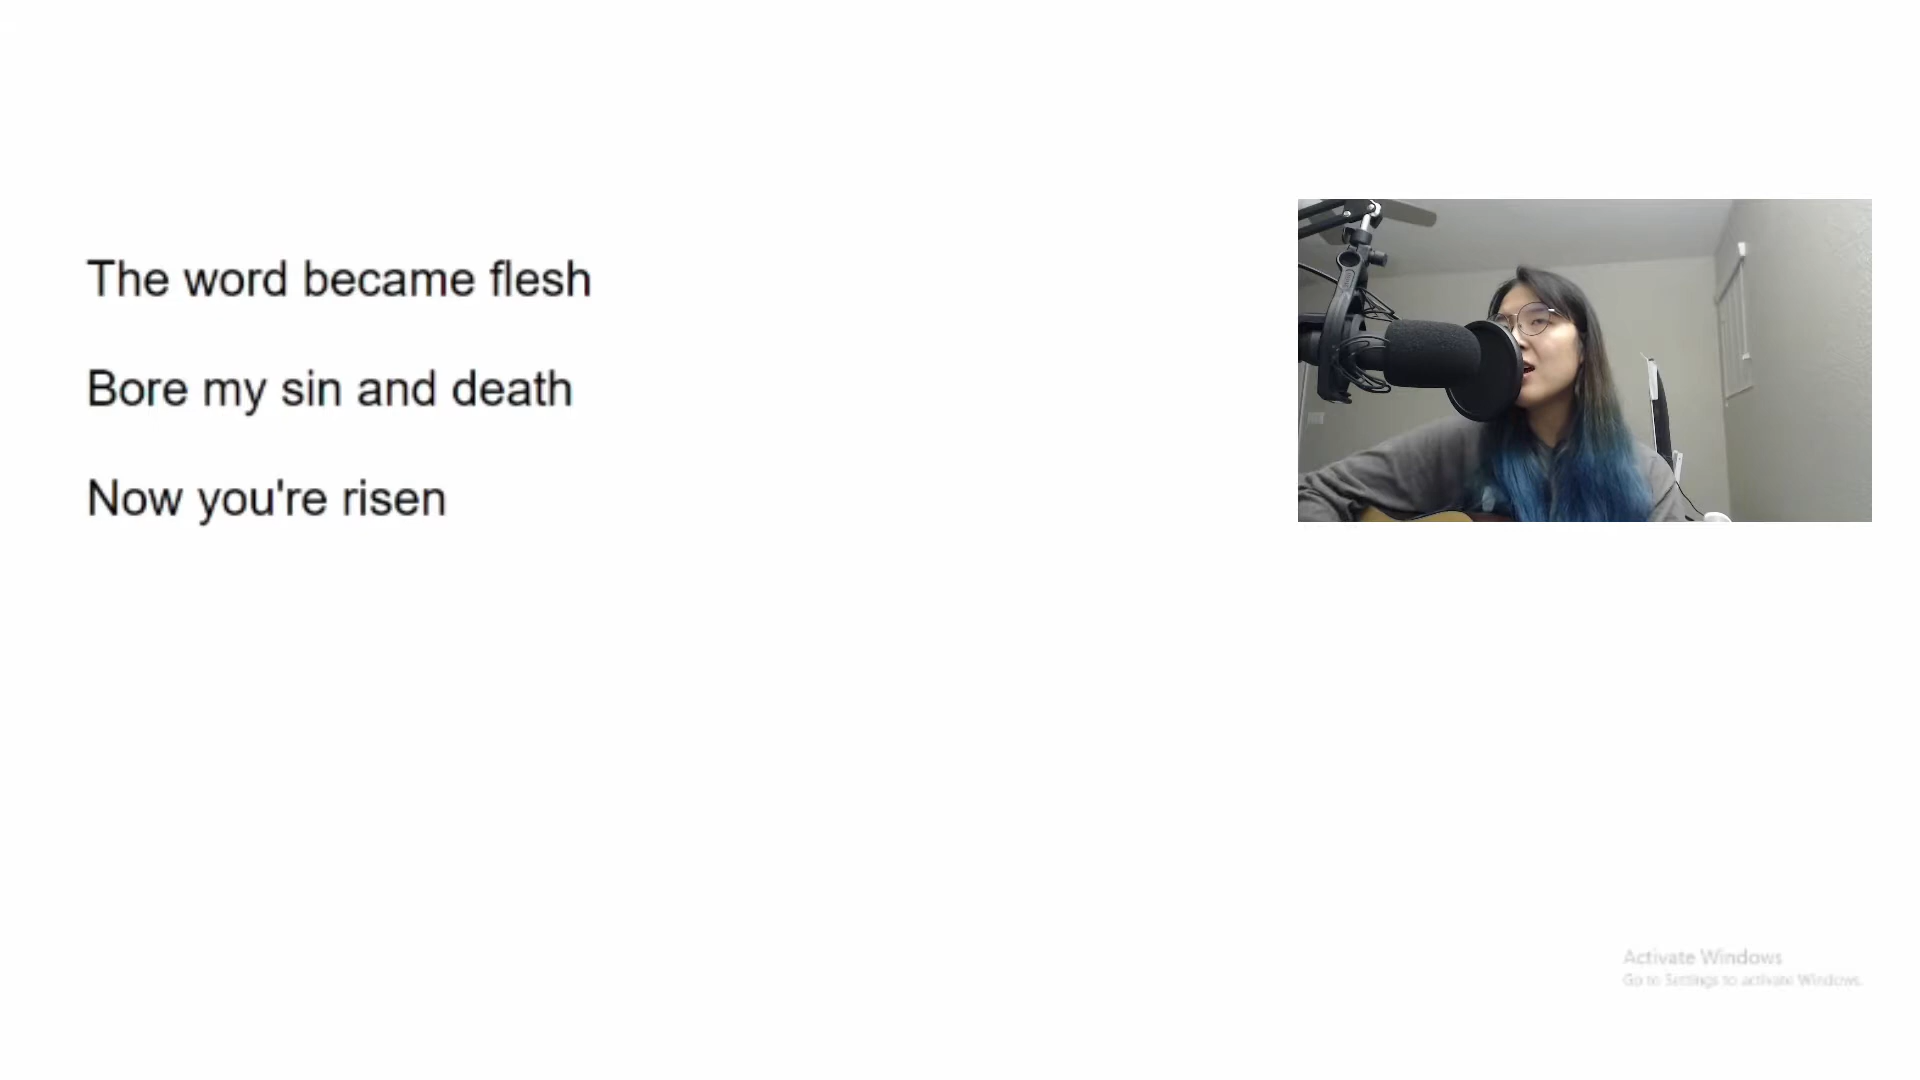 The word became flesh
Bore my sin and death
Now you're risen
Activate Windows
Go to Settings to activate Windows.